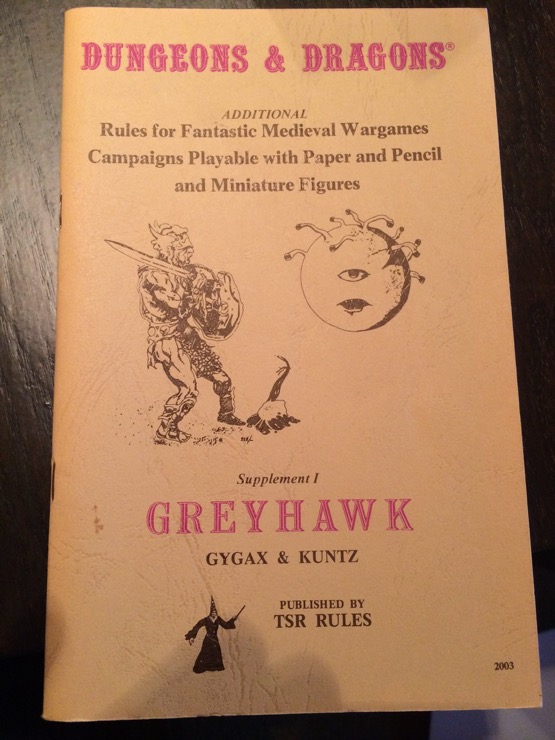 DUNGEONS & DRAGONS®
ADDITIONAL
Rules for Fantastic Medieval Wargames
Campaigns Playable with Paper and Pencil
and Miniature Figures
Supplement I
GREYHAWK
GYGAX & KUNTZ
PUBLISHED BY
TSR RULES
2003